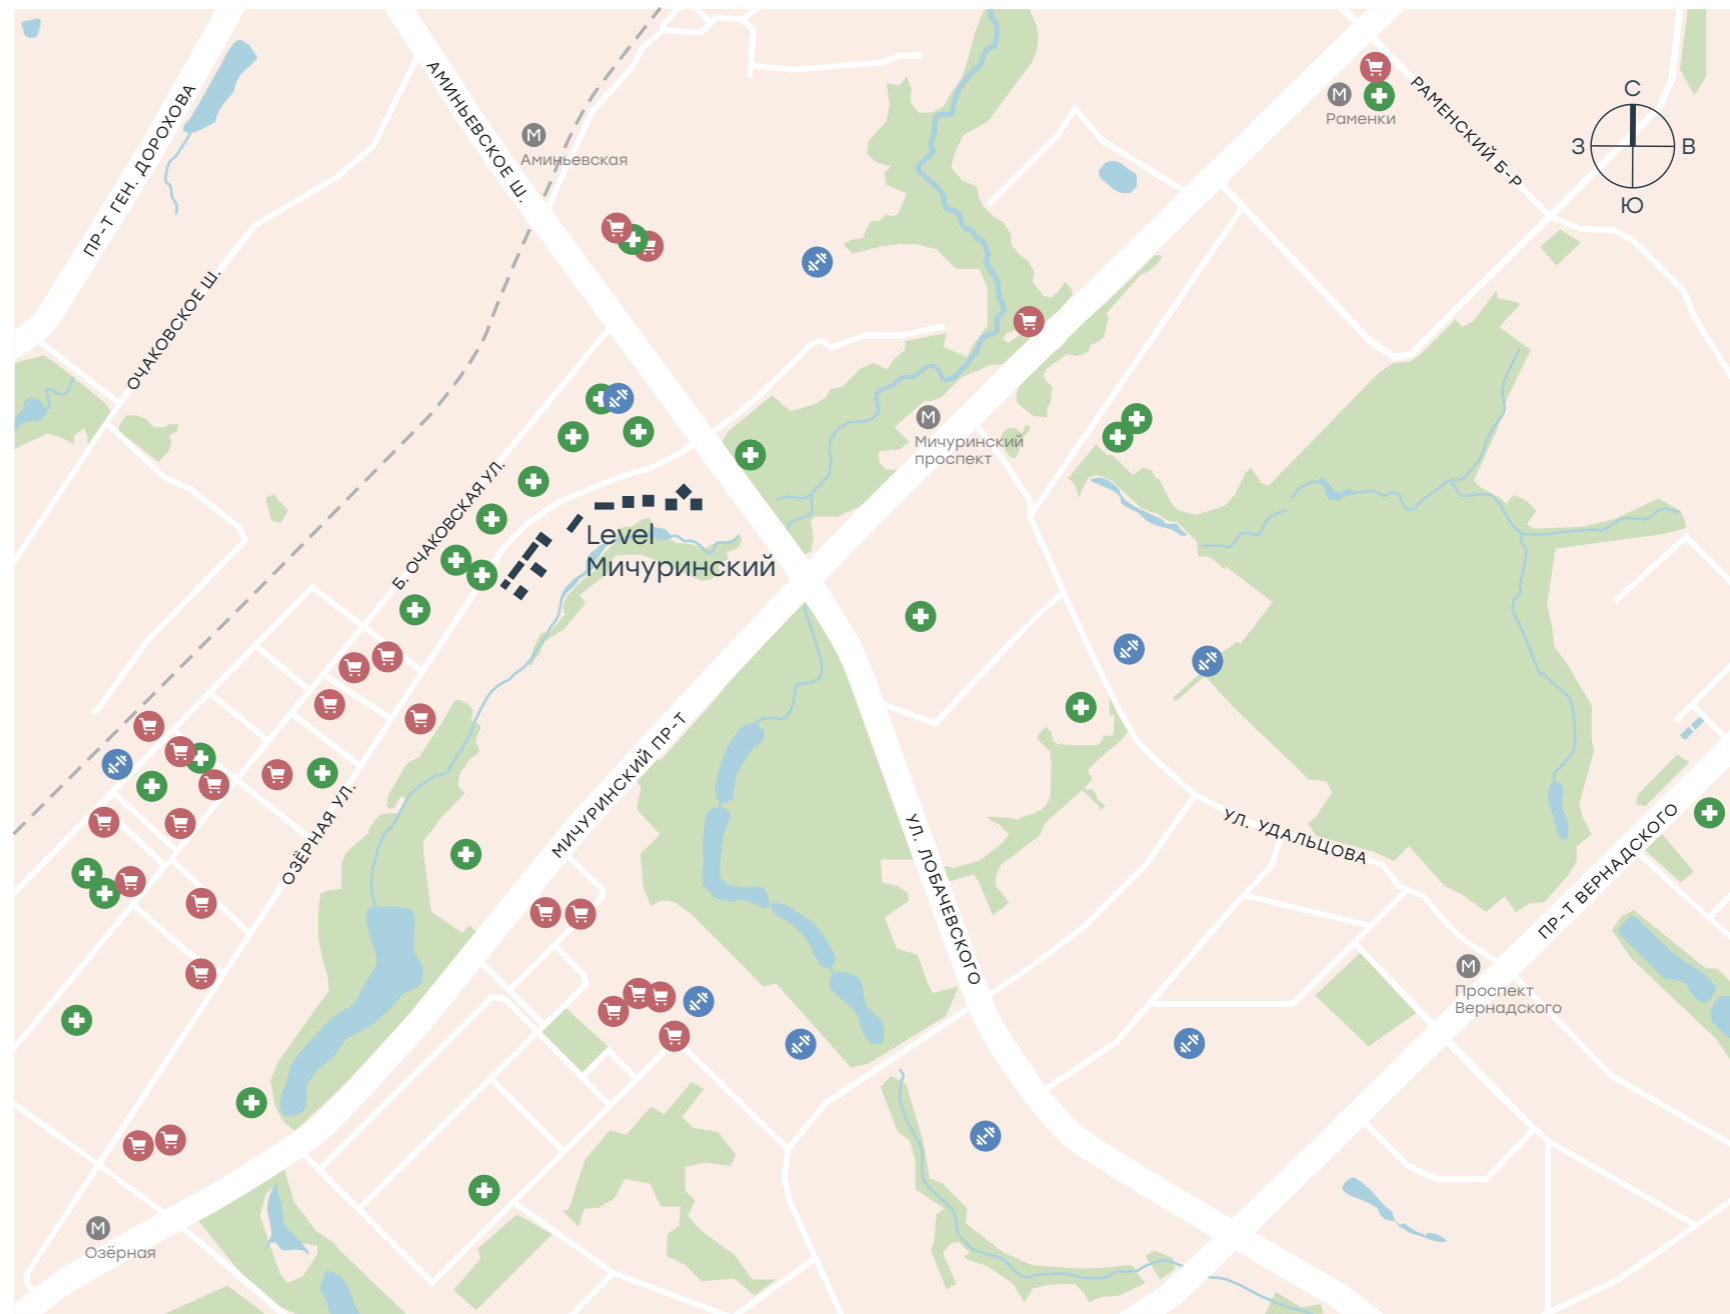 ПР-Т ГЕН. ДОРОХОВА
АМИНЬЕВСКОЕ Ш.
М
Аминьевская
М
Раменки
РАМЕНСКИЙ Б-Р
С
З
В
Ю
ОЧАКОВСКОЕ Ш.
М
Мичуринский
проспект
Б. ОЧАКОВСКАЯ УЛ.
Level
Мичуринский
МИЧУРИНСКИЙ ПР-Т
ОЗЁРНАЯ УЛ.
УЛ. ЛОБАЧЕВСКОГО
УЛ. УДАЛЬЦОВА
ПР-Т ВЕРНАДСКОГО
М
Проспект
Вернадского
М
Озёрная